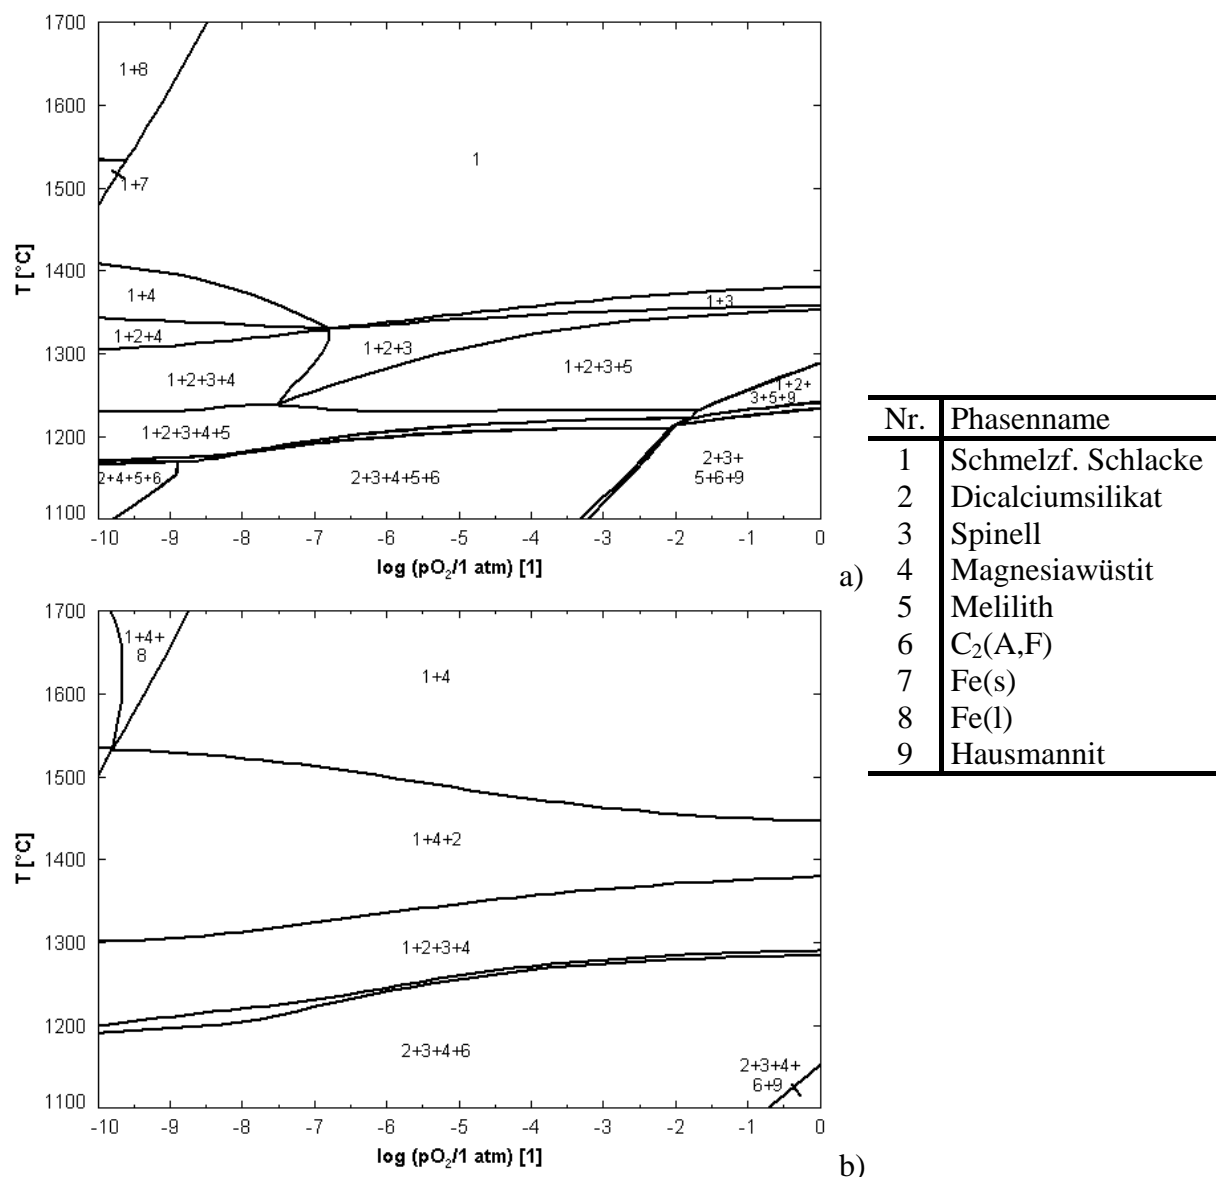 1700
1600
1500
1400
1300
1200
1100
T [°C]
1+8
1
1+7
1+4
1+3
1+2+4
1+2+3
1+2+3+4
1+2+3+5
1+2+
3+5+9
1+2+3+4+5
2+4+5+6
2+3+4+5+6
2+3+
5+6+9
-10 -9 -8 -7 -6 -5 -4 -3 -2 -1 0
log (pO₂/1 atm) [1]
a)
1700
1600
1500
1400
1300
1200
1100
T [°C]
1+4+
8
1+4
1+4+2
1+2+3+4
2+3+4+6
2+3+4+
6+9
-10 -9 -8 -7 -6 -5 -4 -3 -2 -1 0
log (pO₂/1 atm) [1]
b)
Nr. Phasenname
1 Schmelzf. Schlacke
2 Dicalciumsilikat
3 Spinell
4 Magnesiawüstit
5 Melilith
6 C₂(A,F)
7 Fe(s)
8 Fe(l)
9 Hausmannit